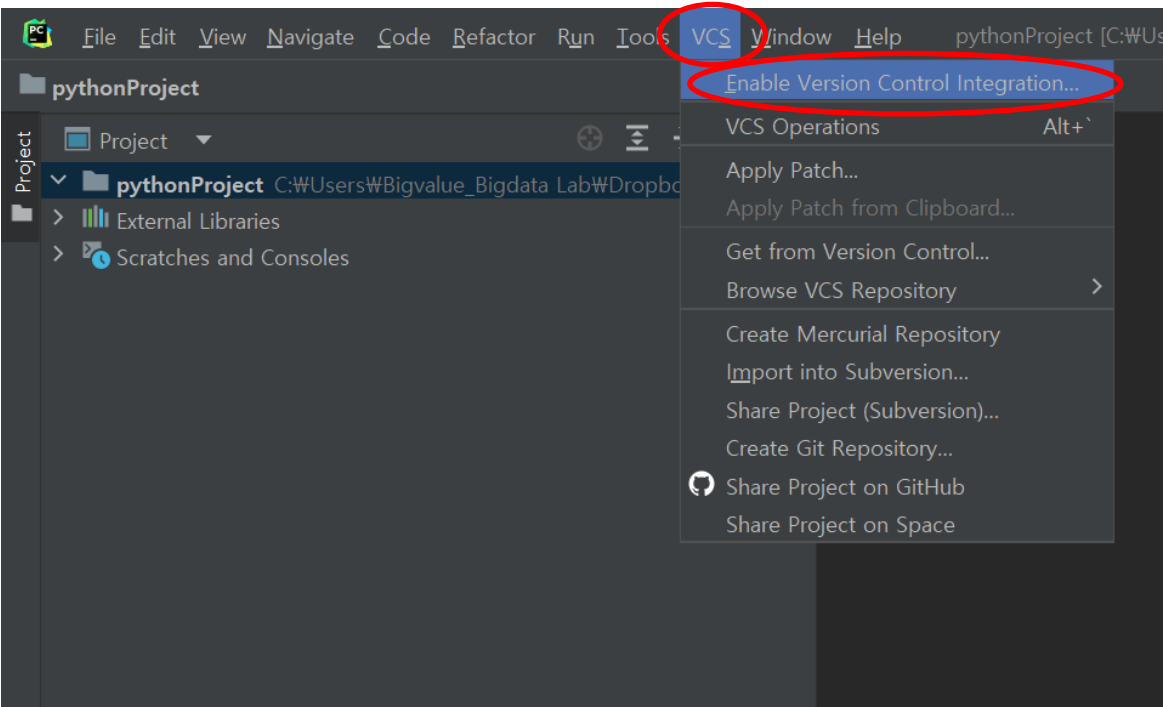 PC
File Edit View Navigate Code Refactor Run Tools VCS Window Help pythonProject [C:₩Us
pythonProject
Enable Version Control Integration...
Project
Project
VCS Operations Alt+`
pythonProject C:₩Users₩Bigvalue_Bigdata Lab₩Dropbo
Apply Patch...
External Libraries
Apply Patch from Clipboard...
Scratches and Consoles
Get from Version Control...
Browse VCS Repository
Create Mercurial Repository
Import into Subversion...
Share Project (Subversion)...
Create Git Repository...
Share Project on GitHub
Share Project on Space